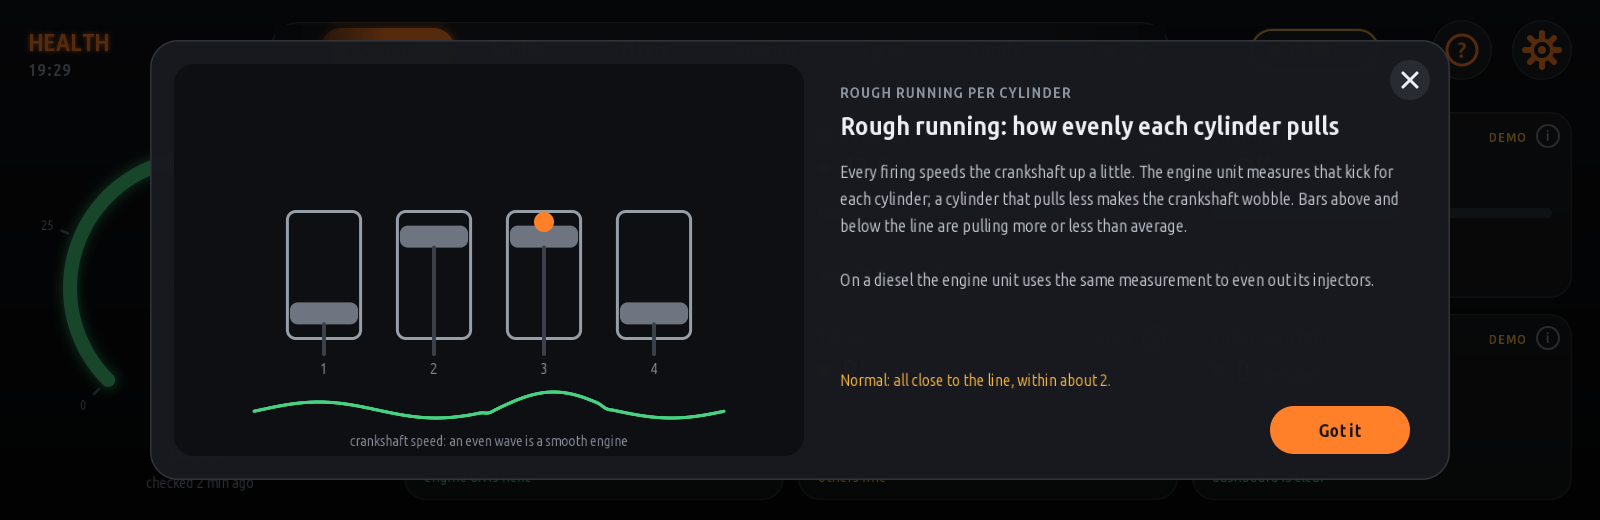 HEALTH
19:29
?
ROUGH RUNNING PER CYLINDER
Rough running: how evenly each cylinder pulls
Every firing speeds the crankshaft up a little. The engine unit measures that kick for
each cylinder; a cylinder that pulls less makes the crankshaft wobble. Bars above and
below the line are pulling more or less than average.
On a diesel the engine unit uses the same measurement to even out its injectors.
Normal: all close to the line, within about 2.
Got it
1 2 3 4
crankshaft speed: an even wave is a smooth engine
25
0
checked 2 min ago
DEMO i
DEMO i